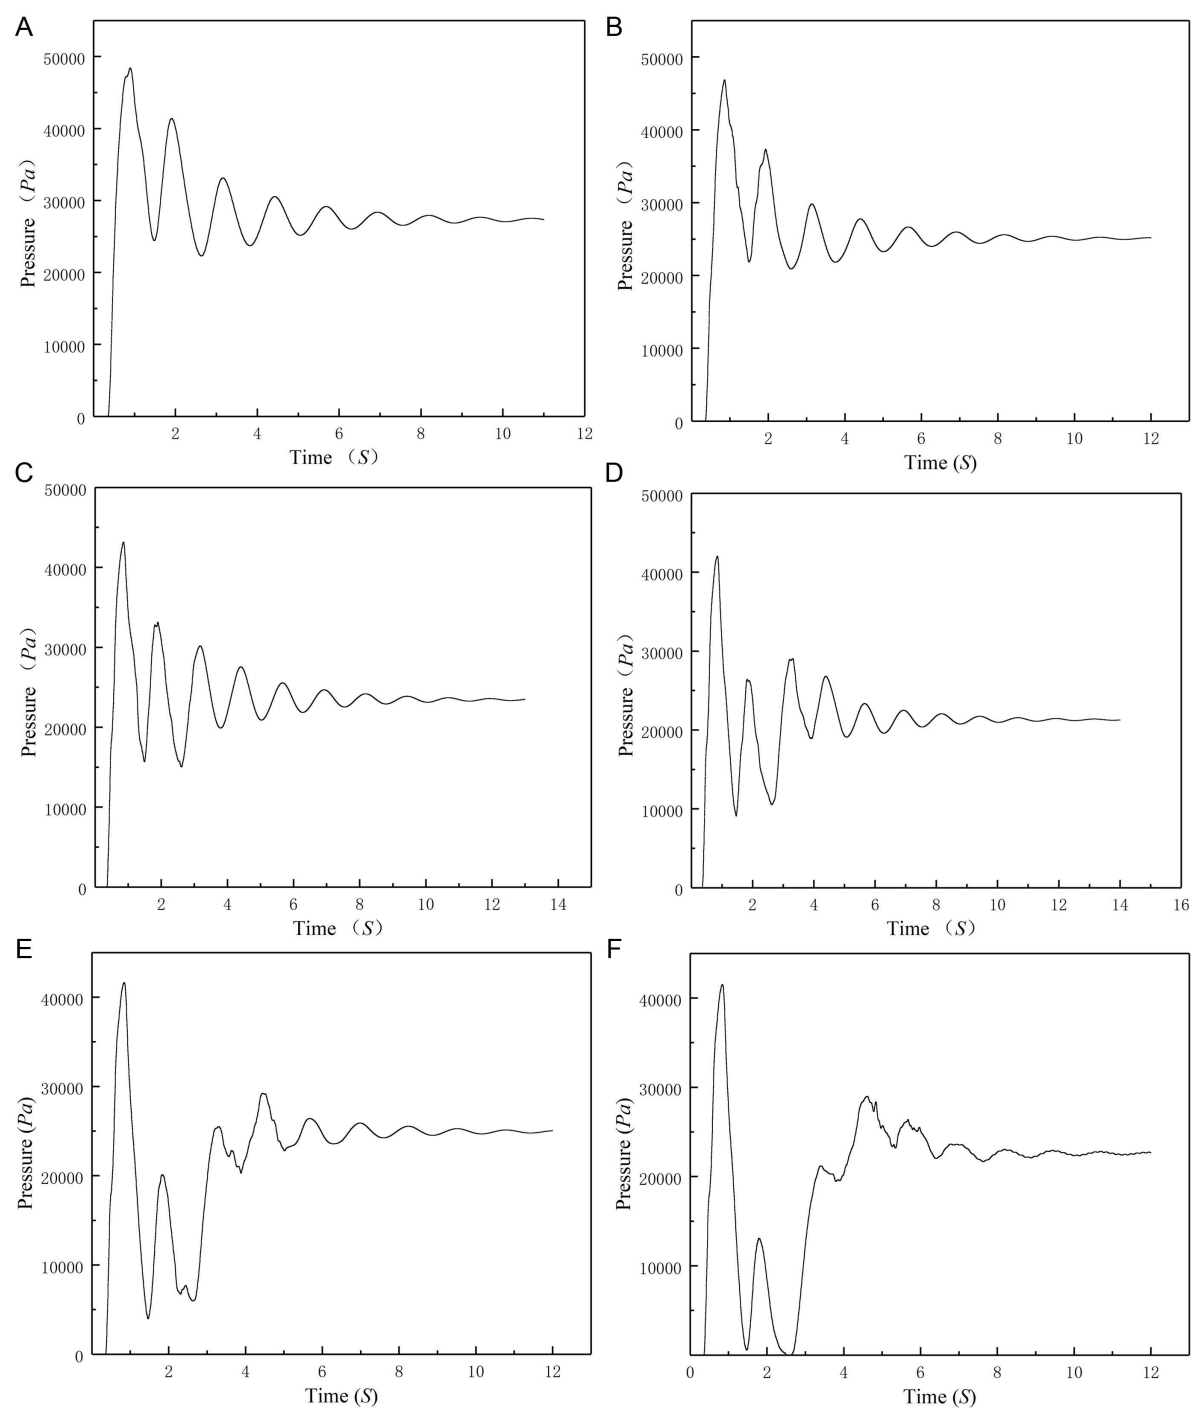 A
50000
40000
30000
20000
10000
0
Pressure （Pa）
2 4 6 8 10 12
Time （S）
B
50000
40000
30000
20000
10000
0
Pressure （Pa）
2 4 6 8 10 12
Time (S)
C
50000
40000
30000
20000
10000
0
Pressure （Pa）
2 4 6 8 10 12 14
Time （S）
D
50000
40000
30000
20000
10000
0
Pressure （Pa）
2 4 6 8 10 12 14 16
Time （S）
E
40000
30000
20000
10000
0
Pressure (Pa)
2 4 6 8 10 12
Time (S)
F
40000
30000
20000
10000
Pressure (Pa)
0 2 4 6 8 10 12
Time (S)